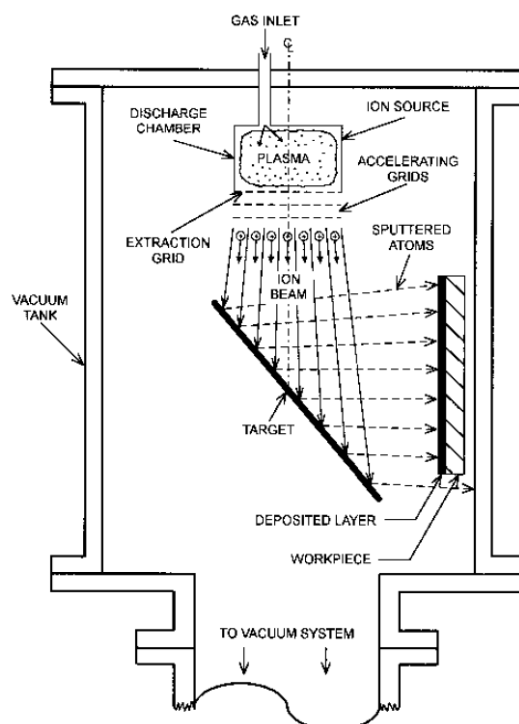 GAS INLET
℄
DISCHARGE
CHAMBER
ION SOURCE
PLASMA
ACCELERATING
GRIDS
EXTRACTION
GRID
SPUTTERED
ATOMS
ION
BEAM
VACUUM
TANK
TARGET
DEPOSITED LAYER
WORKPIECE
TO VACUUM SYSTEM